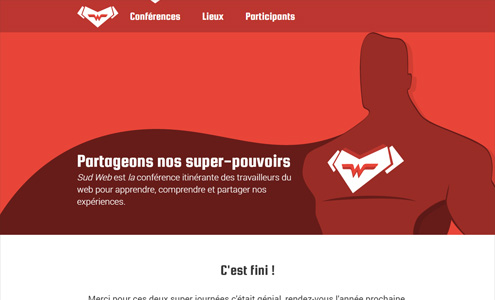 Conférences Lieux Participants
Partageons nos super-pouvoirs
Sud Web est la conférence itinérante des travailleurs du
web pour apprendre, comprendre et partager nos
expériences.
C'est fini !
Merci pour ces deux super journées c'était génial, rendez-vous l'année prochaine